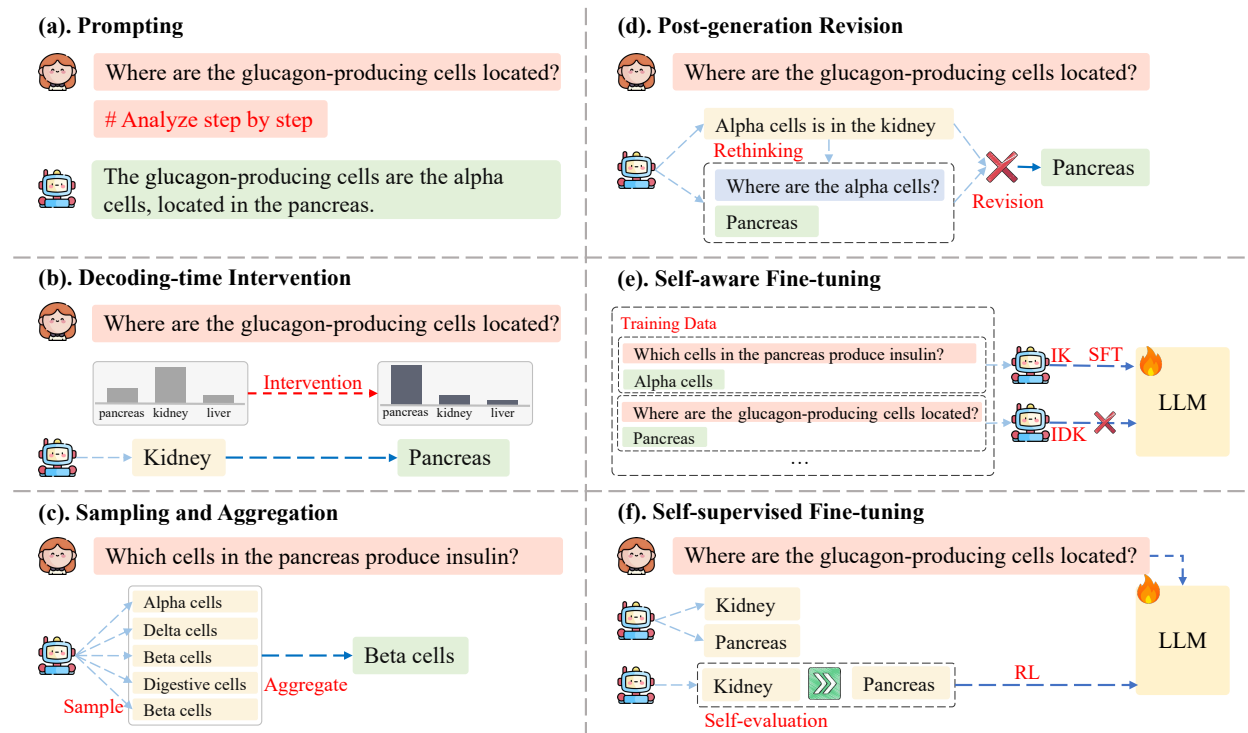 (a). Prompting
Where are the glucagon-producing cells located?
# Analyze step by step
The glucagon-producing cells are the alpha
cells, located in the pancreas.
(b). Decoding-time Intervention
Where are the glucagon-producing cells located?
pancreas kidney liver
Intervention
pancreas kidney liver
Kidney
Pancreas
(c). Sampling and Aggregation
Which cells in the pancreas produce insulin?
Alpha cells
Delta cells
Beta cells
Digestive cells
Beta cells
Sample
Aggregate
Beta cells
(d). Post-generation Revision
Where are the glucagon-producing cells located?
Alpha cells is in the kidney
Rethinking
Where are the alpha cells?
Pancreas
Revision
Pancreas
(e). Self-aware Fine-tuning
Training Data
Which cells in the pancreas produce insulin?
Alpha cells
Where are the glucagon-producing cells located?
Pancreas
...
IK SFT
IDK
LLM
(f). Self-supervised Fine-tuning
Where are the glucagon-producing cells located?
Kidney
Pancreas
Kidney
Pancreas
Self-evaluation
RL
LLM